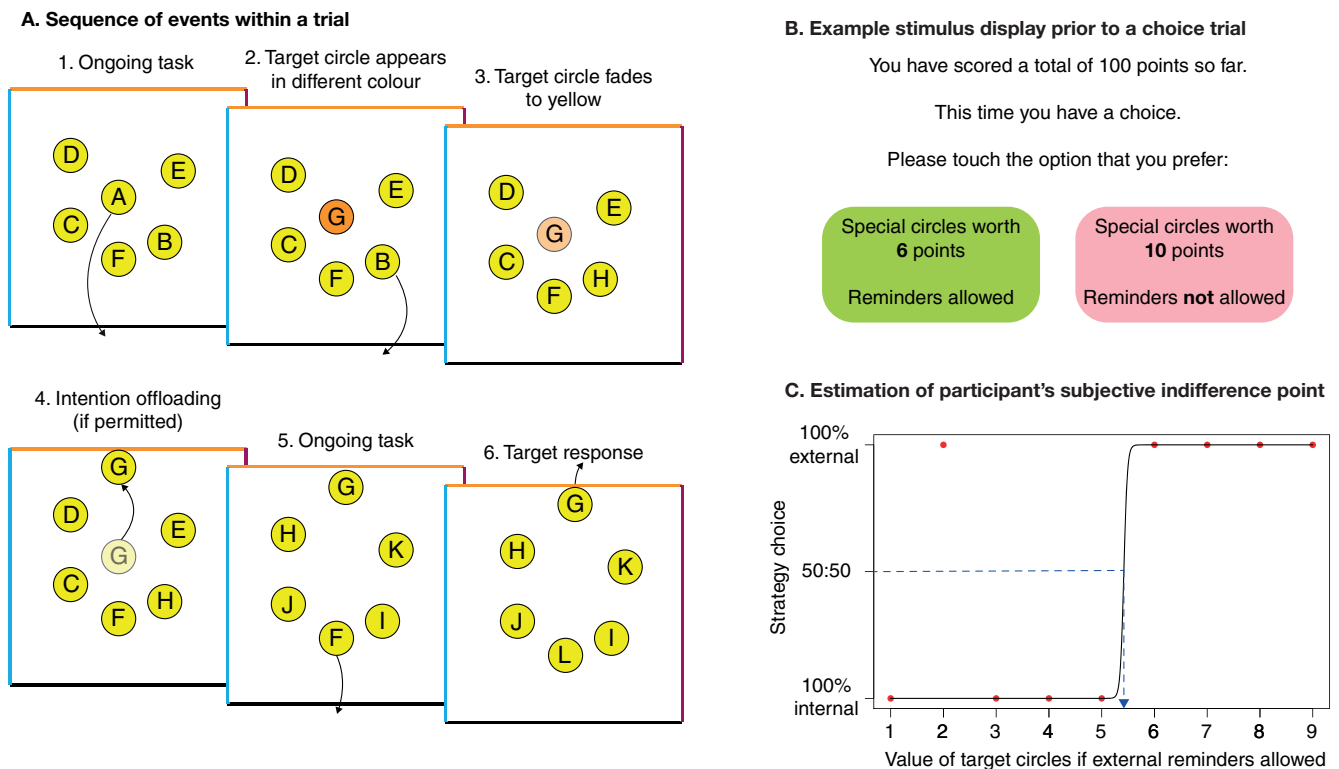 A. Sequence of events within a trial
1. Ongoing task
2. Target circle appears
in different colour
3. Target circle fades
to yellow
D
A
E
C
B
F
D
G
E
C
B
F
D
G
E
C
H
F
4. Intention offloading
(if permitted)
5. Ongoing task
6. Target response
G
D
E
G
C
H
F
G
H
K
J
I
F
G
H
K
J
I
L
B. Example stimulus display prior to a choice trial
You have scored a total of 100 points so far.
This time you have a choice.
Please touch the option that you prefer:
Special circles worth
6 points
Reminders allowed
Special circles worth
10 points
Reminders not allowed
C. Estimation of participant's subjective indifference point
100%
external
50:50
100%
internal
Strategy choice
1 2 3 4 5 6 7 8 9
Value of target circles if external reminders allowed